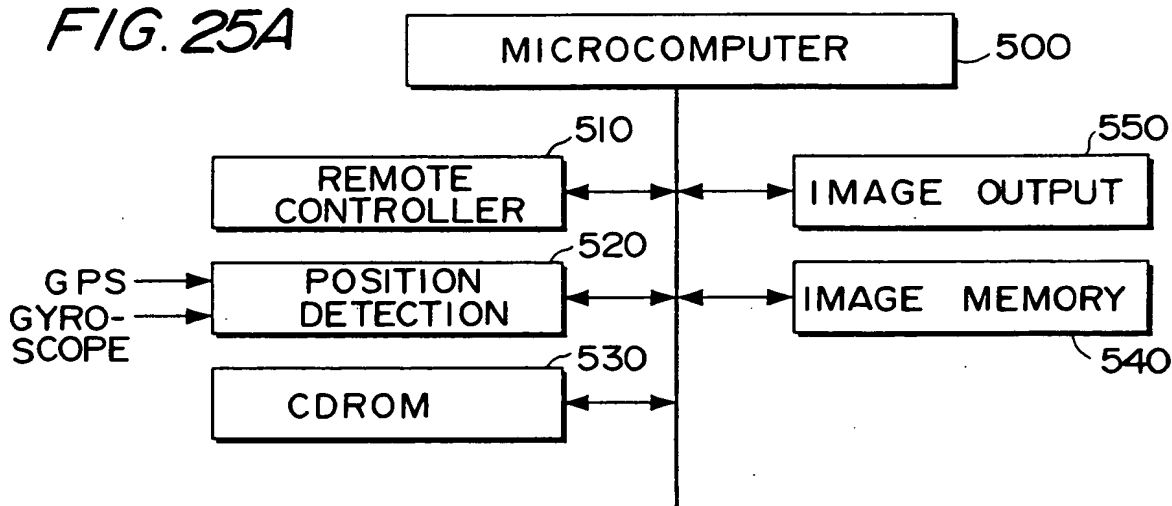 FIG. 25A
MICROCOMPUTER
500
510
REMOTE
CONTROLLER
550
IMAGE OUTPUT
GPS
GYRO-
SCOPE
520
POSITION
DETECTION
IMAGE MEMORY
540
530
CDROM